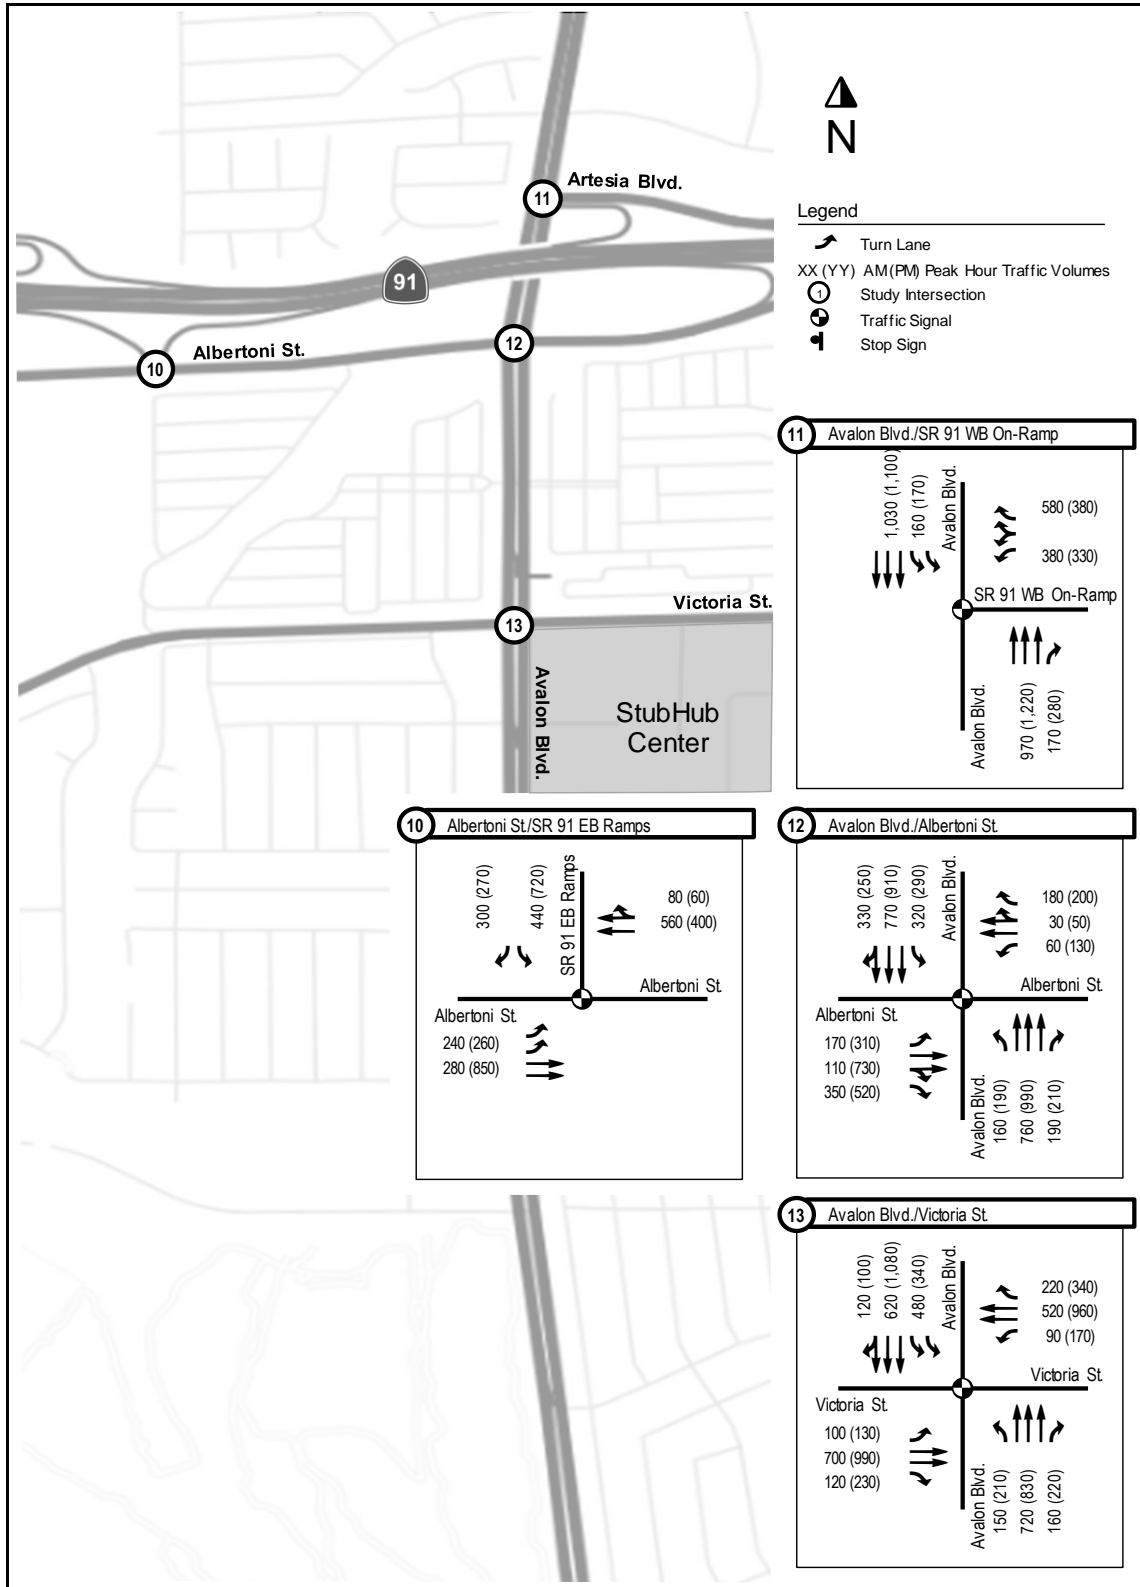 N
Legend
Turn Lane
XX (YY) AM(PM) Peak Hour Traffic Volumes
1 Study Intersection
Traffic Signal
Stop Sign
11
Artesia Blvd.
91
10
Albertoni St.
12
13
Victoria St.
Avalon Blvd.
StubHub
Center
11 Avalon Blvd./SR 91 WB On-Ramp
1,030 (1,100)
160 (170)
Avalon Blvd.
580 (380)
380 (330)
SR 91 WB On-Ramp
Avalon Blvd.
970 (1,220)
170 (280)
10 Albertoni St./SR 91 EB Ramps
300 (270)
440 (720)
SR 91 EB Ramps
80 (60)
560 (400)
Albertoni St.
Albertoni St.
240 (260)
280 (850)
12 Avalon Blvd./Albertoni St.
330 (250)
770 (910)
320 (290)
Avalon Blvd.
180 (200)
30 (50)
60 (130)
Albertoni St.
Albertoni St.
170 (310)
110 (730)
350 (520)
Avalon Blvd.
160 (190)
760 (990)
190 (210)
13 Avalon Blvd./Victoria St.
120 (100)
620 (1,080)
480 (340)
Avalon Blvd.
220 (340)
520 (960)
90 (170)
Victoria St.
Victoria St.
100 (130)
700 (990)
120 (230)
Avalon Blvd.
150 (210)
720 (830)
160 (220)